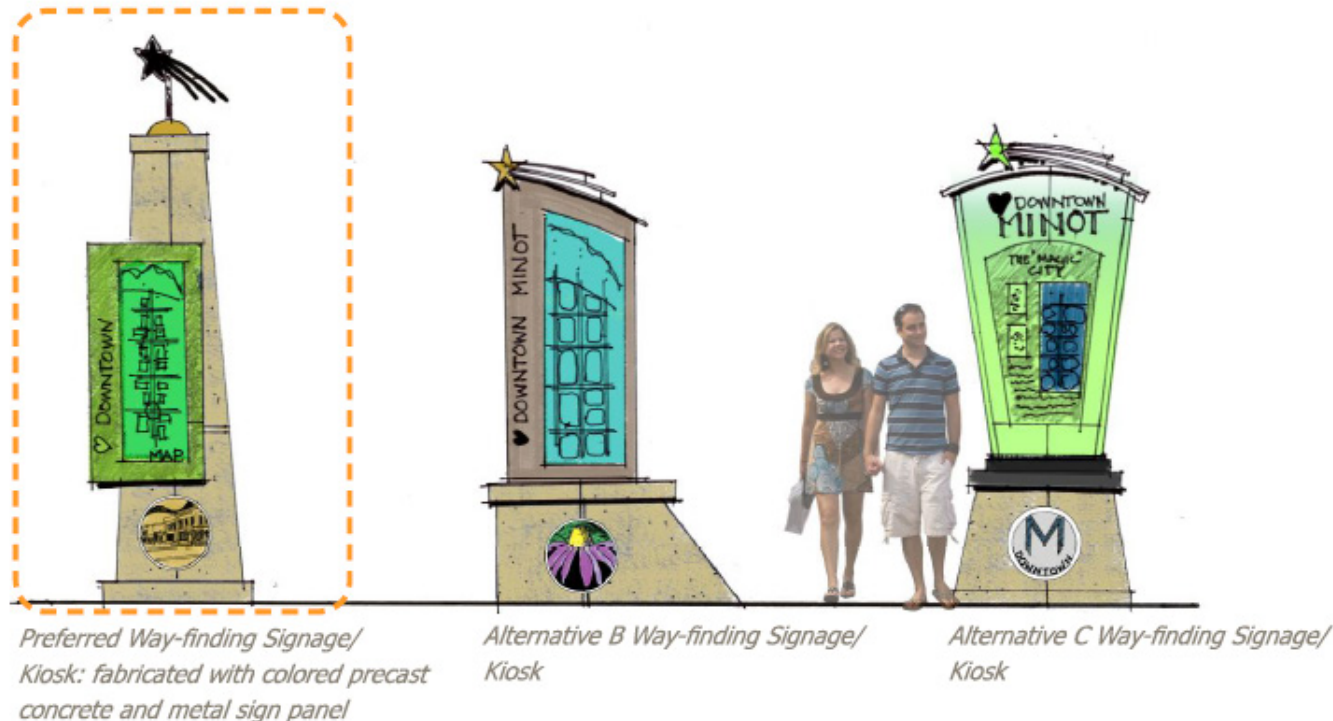 ♡ DOWNTOWN
MAP
♥ DOWNTOWN MINOT
♥ DOWNTOWN
MINOT
THE "MAGIC"
CITY
M
DOWNTOWN
Preferred Way-finding Signage/
Kiosk: fabricated with colored precast
concrete and metal sign panel
Alternative B Way-finding Signage/
Kiosk
Alternative C Way-finding Signage/
Kiosk